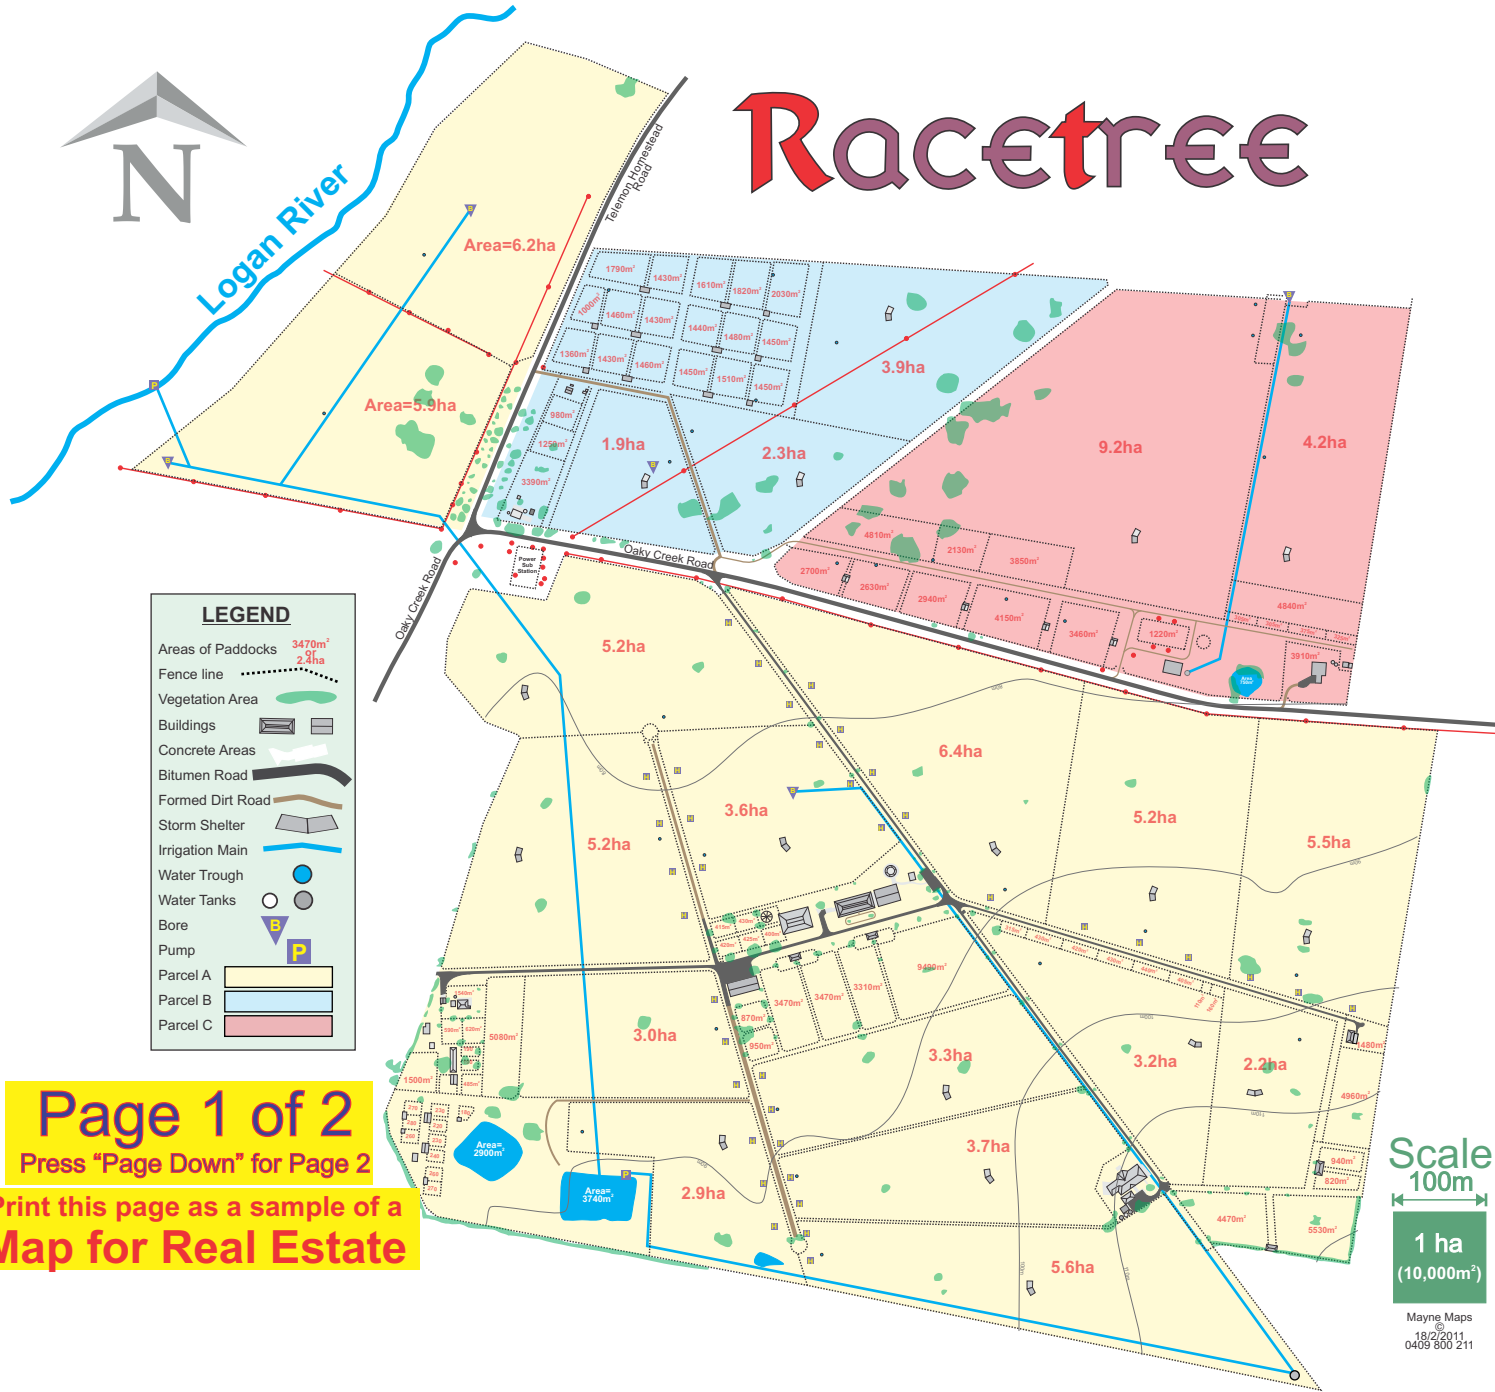 Racetree
N
Logan River
Telemon Homestead
Road
Area=6.2ha
Area=5.9ha
1790m²
1430m²
1610m²
1820m²
2030m²
1000m²
1460m²
1430m²
1440m²
1480m²
1450m²
1360m²
1430m²
1460m²
1450m²
1510m²
1450m²
3.9ha
980m²
1250m²
3390m²
1.9ha
2.3ha
9.2ha
4.2ha
B
B
B
B
B
P
P
4810m²
2130m²
3850m²
2700m²
2630m²
2940m²
4150m²
3460m²
1220m²
4840m²
3910m²
Power
Sub
Station
Oaky Creek Road
Oaky Creek Road
LEGEND
Areas of Paddocks 3470m²
or
2.4ha
Fence line
Vegetation Area
Buildings
Concrete Areas
Bitumen Road
Formed Dirt Road
Storm Shelter
Irrigation Main
Water Trough
Water Tanks
Bore B
Pump P
Parcel A
Parcel B
Parcel C
5.2ha
6.4ha
5.2ha
3.6ha
5.2ha
5.5ha
9490m²
3310m²
3470m²
3470m²
870m²
950m²
3.0ha
5080m²
1500m²
3.3ha
3.2ha
2.2ha
1480m²
4960m²
940m²
820m²
3.7ha
2.9ha
5.6ha
4470m²
5530m²
Area=
2900m²
Area=
3740m²
Page 1 of 2
Press “Page Down” for Page 2
Print this page as a sample of a
Map for Real Estate
Scale
100m
1 ha
(10,000m²)
Mayne Maps
©
18/2/2011
0409 800 211